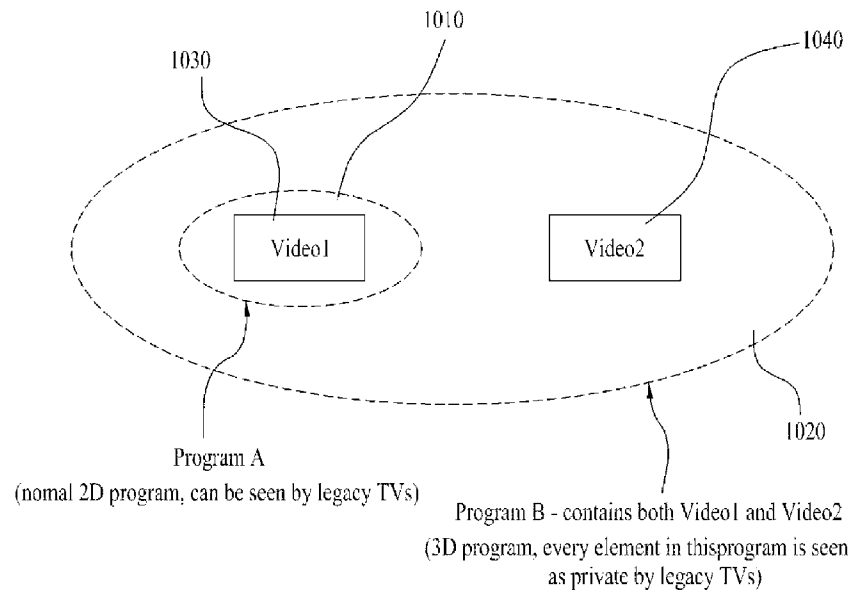 1010
1030
1040
Video1
Video2
1020
Program A
(nomal 2D program, can be seen by legacy TVs)
Program B - contains both Video1 and Video2
(3D program, every element in thisprogram is seen
as private by legacy TVs)